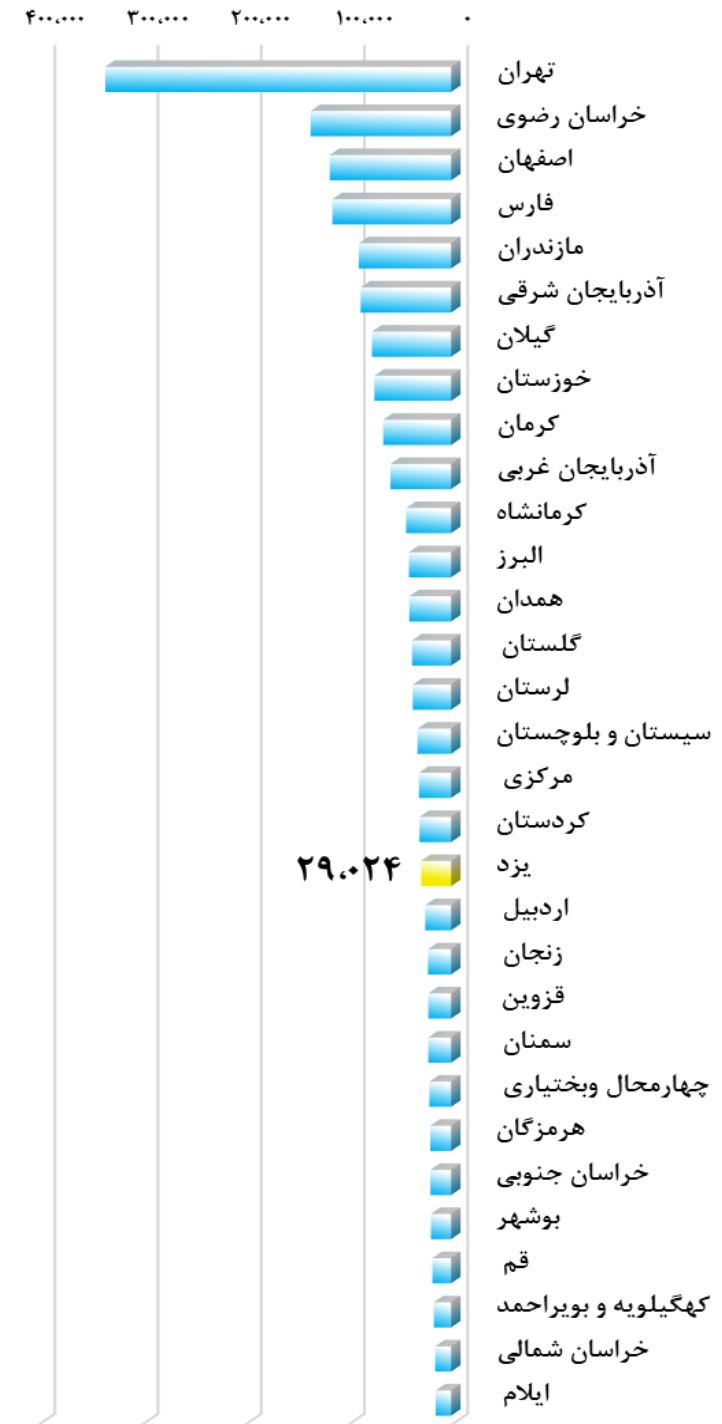 ۴۰۰،۰۰۰ ۳۰۰،۰۰۰ ۲۰۰،۰۰۰ ۱۰۰،۰۰۰ ۰
تهران
خراسان رضوی
اصفهان
فارس
مازندران
آذربایجان شرقی
گیلان
خوزستان
کرمان
آذربایجان غربی
کرمانشاه
البرز
همدان
گلستان
لرستان
سیستان و بلوچستان
مرکزی
کردستان
یزد ۲۹،۰۲۴
اردبیل
زنجان
قزوین
سمنان
چهارمحال وبختیاری
هرمزگان
خراسان جنوبی
بوشهر
قم
کهگیلویه و بویراحمد
خراسان شمالی
ایلام